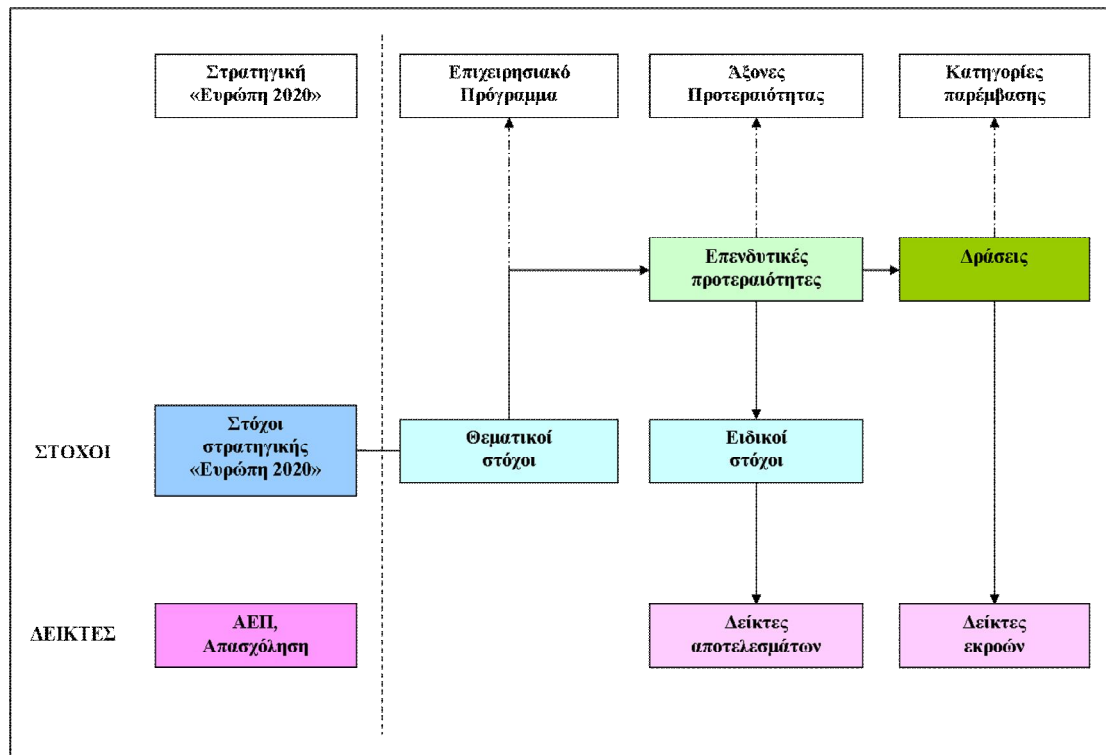 Στρατηγική
«Ευρώπη 2020»
Επιχειρησιακό
Πρόγραμμα
Άξονες
Προτεραιότητας
Κατηγορίες
παρέμβασης
Επενδυτικές
προτεραιότητες
Δράσεις
ΣΤΟΧΟΙ
Στόχοι
στρατηγικής
«Ευρώπη 2020»
Θεματικοί
στόχοι
Ειδικοί
στόχοι
ΔΕΙΚΤΕΣ
ΑΕΠ,
Απασχόληση
Δείκτες
αποτελεσμάτων
Δείκτες
εκροών